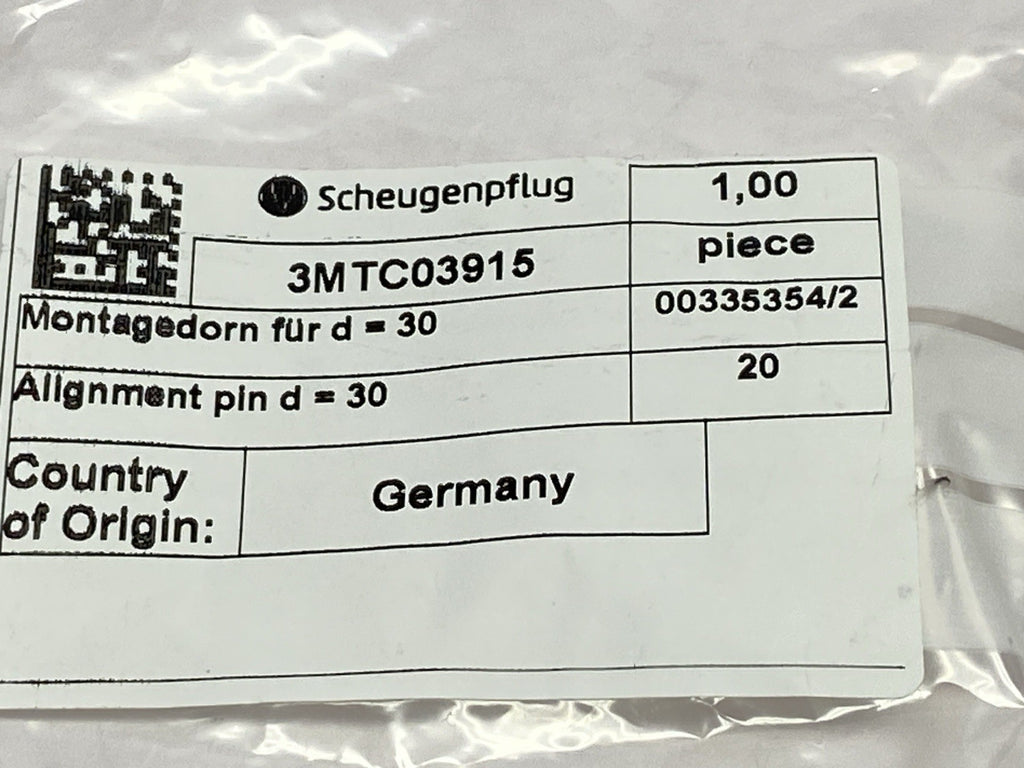 Scheugenpflug
1,00
3MTC03915
piece
Montagedorn für d = 30
00335354/2
Alignment pin d = 30
20
Country
of Origin:
Germany